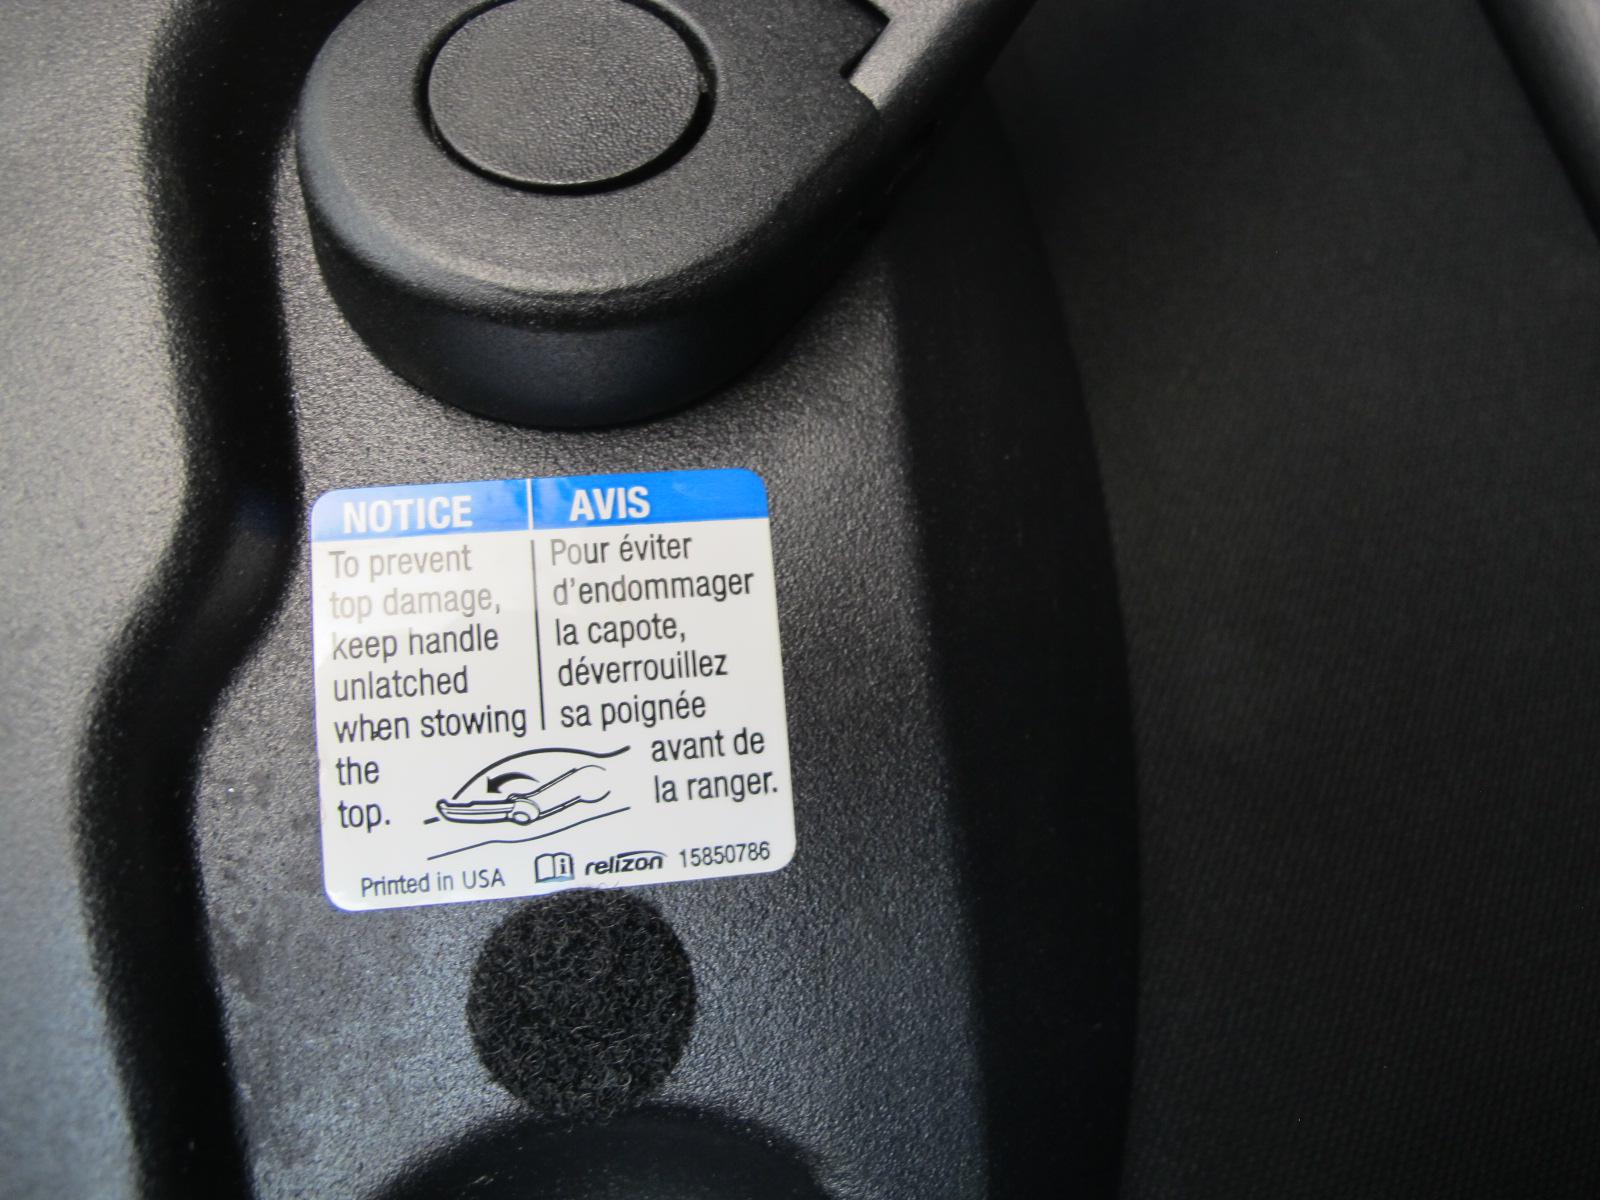 NOTICE
To prevent
top damage,
keep handle
unlatched
when stowing
the
top.
AVIS
Pour éviter
d'endommager
la capote,
déverrouillez
sa poignée
avant de
la ranger.
Printed in USA relizon 15850786